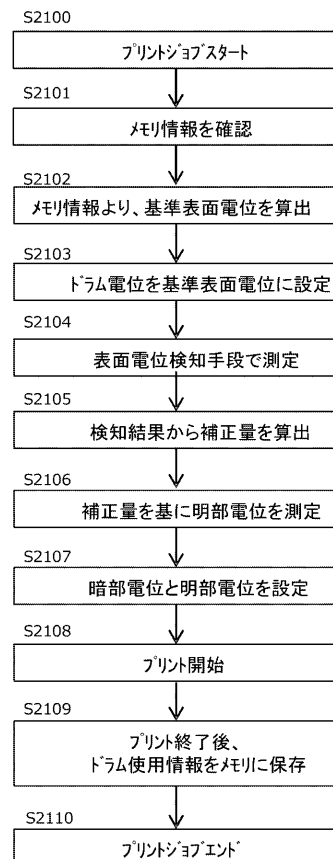 S2100
プリントジョブスタート
S2101
メモリ情報を確認
S2102
メモリ情報より、基準表面電位を算出
S2103
ドラム電位を基準表面電位に設定
S2104
表面電位検知手段で測定
S2105
検知結果から補正量を算出
S2106
補正量を基に明部電位を測定
S2107
暗部電位と明部電位を設定
S2108
プリント開始
S2109
プリント終了後、
ドラム使用情報をメモリに保存
S2110
プリントジョブエンド